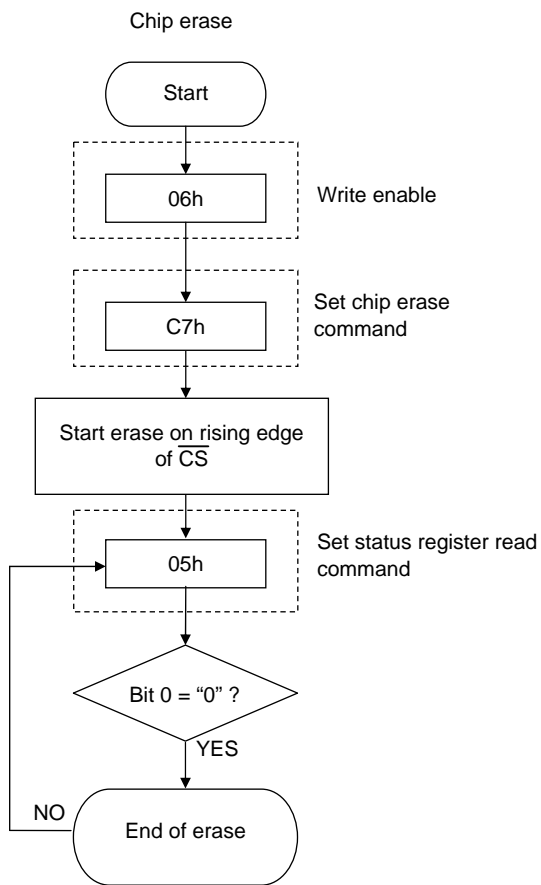 Chip erase
Start
06h
Write enable
C7h
Set chip erase
command
Start erase on rising edge
of C̅S̅
05h
Set status register read
command
Bit 0 = “0” ?
YES
NO
End of erase